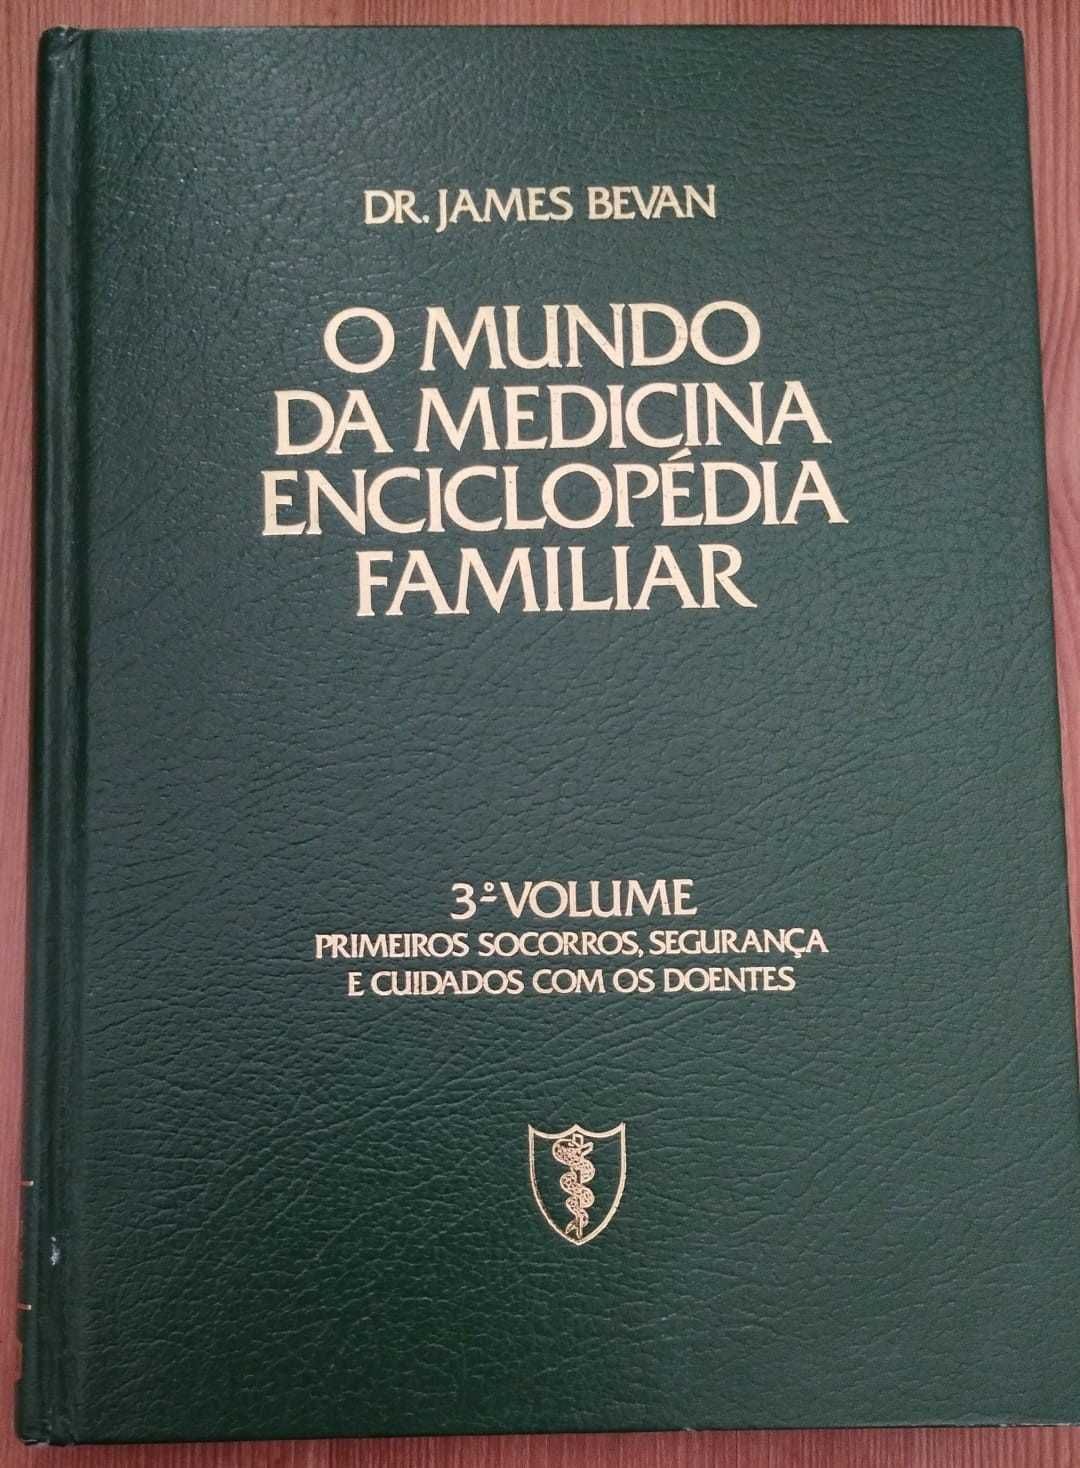 DR. JAMES BEVAN
O MUNDO
DA MEDICINA
ENCICLOPÉDIA
FAMILIAR
3º VOLUME
PRIMEIROS SOCORROS, SEGURANÇA
E CUIDADOS COM OS DOENTES